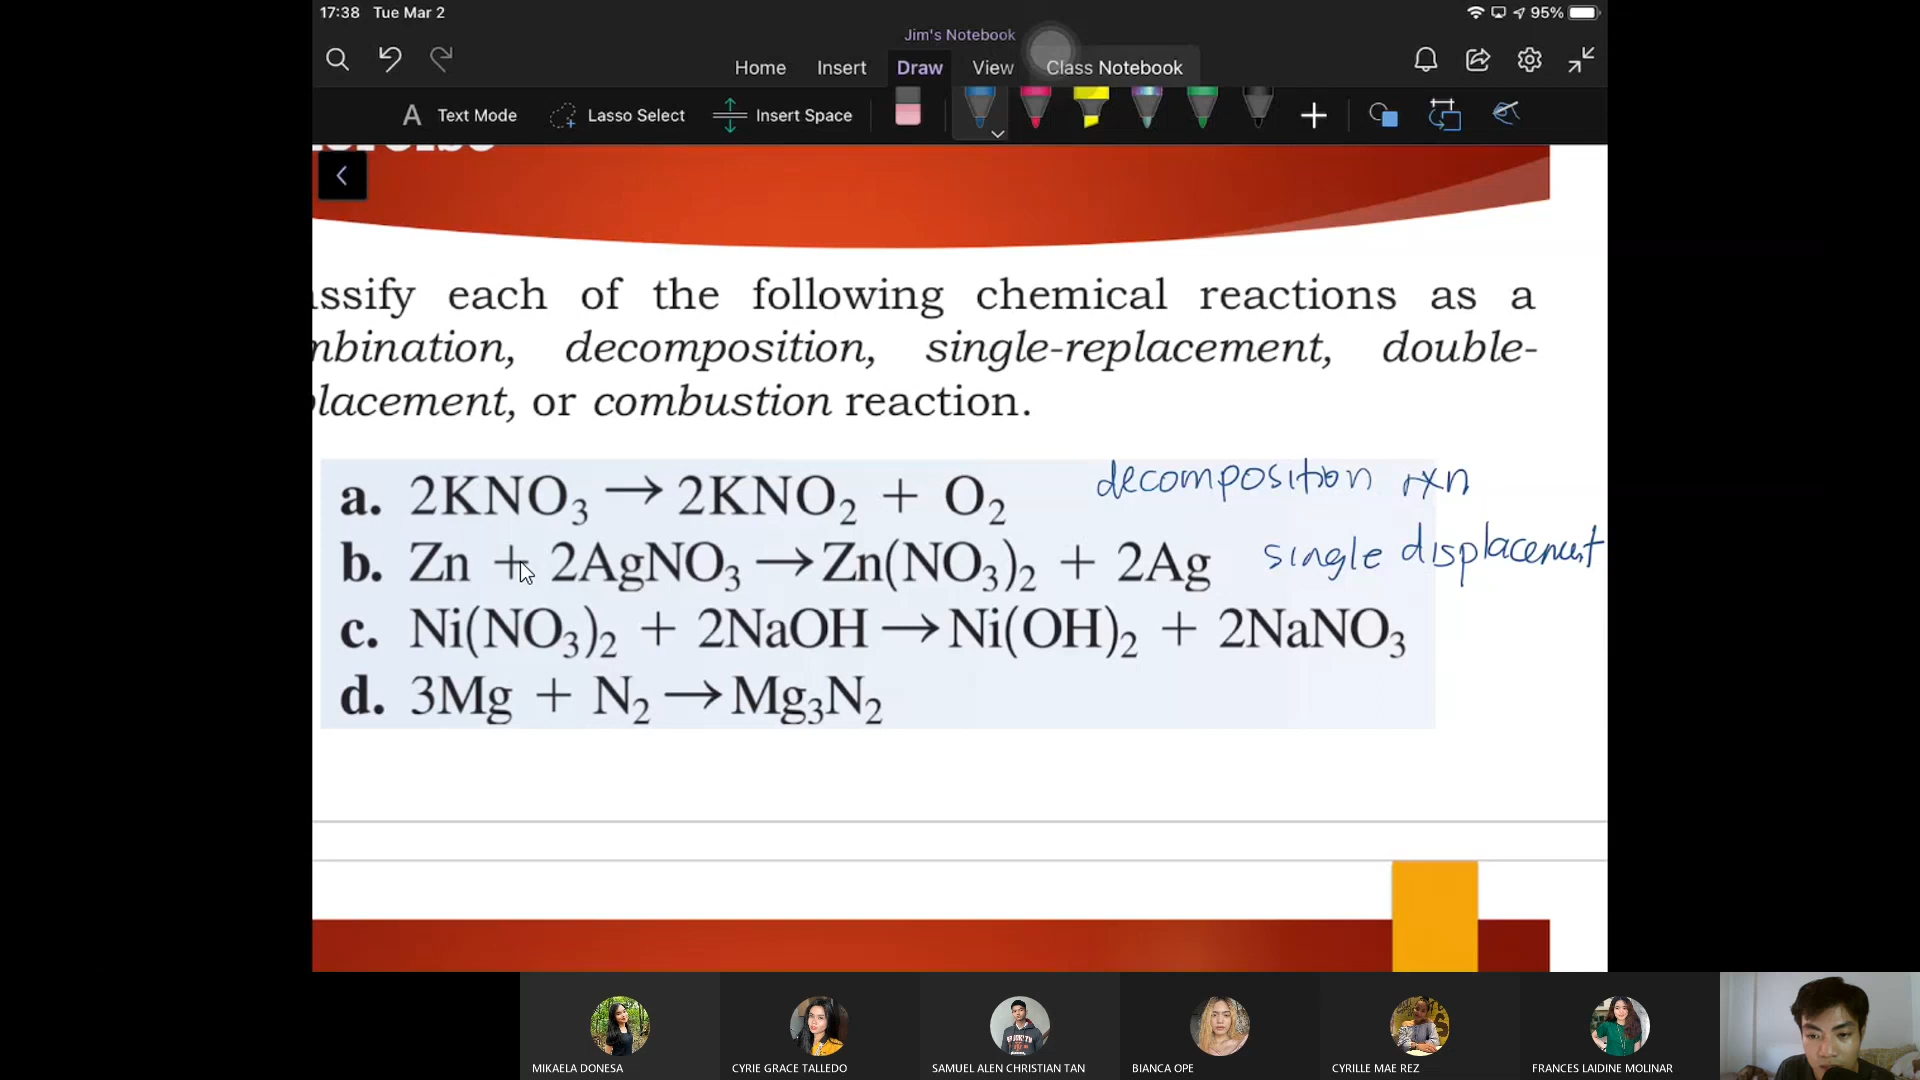 17:38 Tue Mar 2
95%
Jim's Notebook
Home Insert Draw View Class Notebook
A Text Mode Lasso Select Insert Space
ssify each of the following chemical reactions as a
nbination, decomposition, single-replacement, double-
lacement, or combustion reaction.
a. 2KNO₃ → 2KNO₂ + O₂ decomposition rxn
b. Zn + 2AgNO₃ → Zn(NO₃)₂ + 2Ag single displacement
c. Ni(NO₃)₂ + 2NaOH → Ni(OH)₂ + 2NaNO₃
d. 3Mg + N₂ → Mg₃N₂
MIKAELA DONESA CYRIE GRACE TALLEDO SAMUEL ALEN CHRISTIAN TAN BIANCA OPE CYRILLE MAE REZ FRANCES LAIDINE MOLINAR